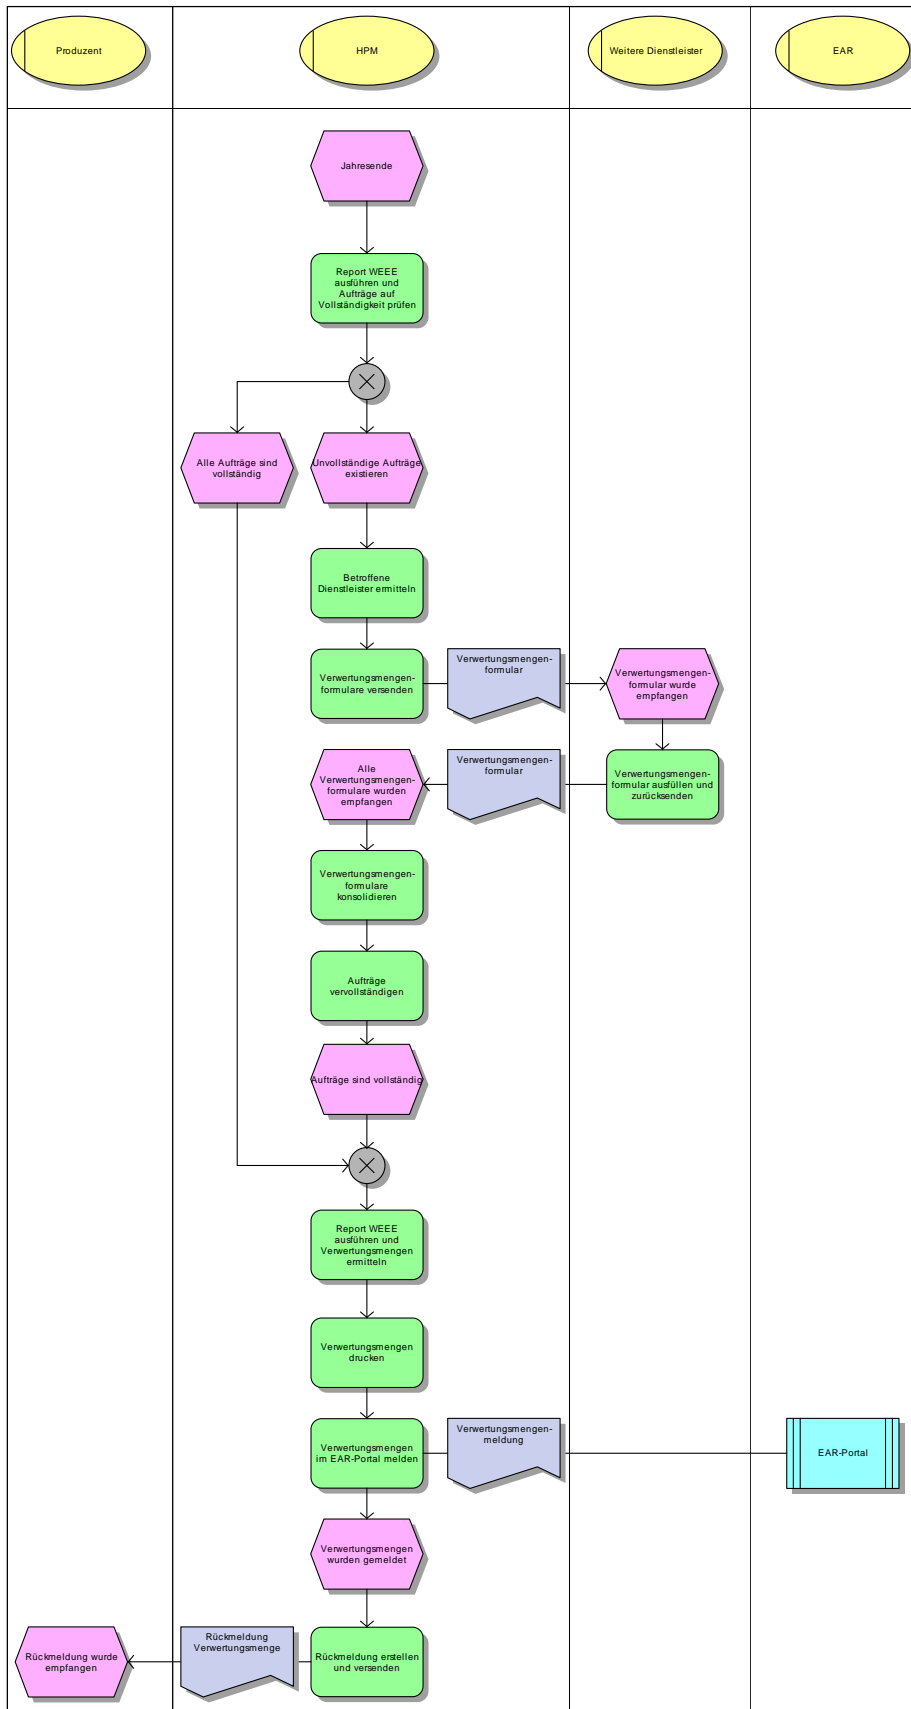 Produzent
HPM
Weitere Dienstleister
EAR
Jahresende
Report WEEE
ausführen und
Aufträge auf
Vollständigkeit prüfen
Alle Aufträge sind
vollständig
Unvollständige Aufträge
existieren
Betroffene
Dienstleister ermitteln
Verwertungsmengen-
formulare versenden
Verwertungsmengen-
formular
Verwertungsmengen-
formular wurde
empfangen
Alle
Verwertungsmengen-
formulare wurden
empfangen
Verwertungsmengen-
formular
Verwertungsmengen-
formular ausfüllen und
zurücksenden
Verwertungsmengen-
formulare
konsolidieren
Aufträge
vervollständigen
Aufträge sind vollständig
Report WEEE
ausführen und
Verwertungsmengen
ermitteln
Verwertungsmengen
drucken
Verwertungsmengen
im EAR-Portal melden
Verwertungsmengen-
meldung
EAR-Portal
Verwertungsmengen
wurden gemeldet
Rückmeldung wurde
empfangen
Rückmeldung
Verwertungsmenge
Rückmeldung erstellen
und versenden